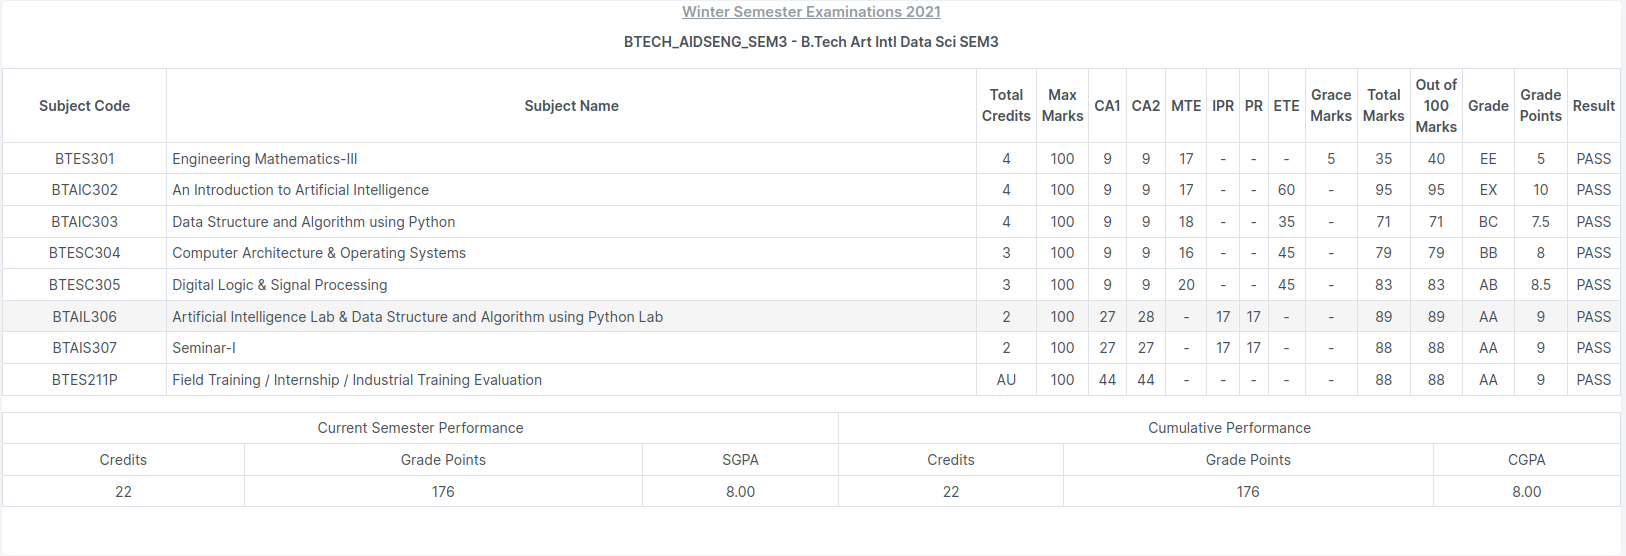 Winter Semester Examinations 2021
BTECH_AIDSENG_SEM3 - B.Tech Art Intl Data Sci SEM3
Subject Code Subject Name Total Credits Max Marks CA1 CA2 MTE IPR PR ETE Grace Marks Total Marks Out of 100 Marks Grade Grade Points Result
BTES301 Engineering Mathematics-III 4 100 9 9 17 - - - 5 35 40 EE 5 PASS
BTAIC302 An Introduction to Artificial Intelligence 4 100 9 9 17 - - 60 - 95 95 EX 10 PASS
BTAIC303 Data Structure and Algorithm using Python 4 100 9 9 18 - - 35 - 71 71 BC 7.5 PASS
BTESC304 Computer Architecture & Operating Systems 3 100 9 9 16 - - 45 - 79 79 BB 8 PASS
BTESC305 Digital Logic & Signal Processing 3 100 9 9 20 - - 45 - 83 83 AB 8.5 PASS
BTAIL306 Artificial Intelligence Lab & Data Structure and Algorithm using Python Lab 2 100 27 28 - 17 17 - - 89 89 AA 9 PASS
BTAIS307 Seminar-I 2 100 27 27 - 17 17 - - 88 88 AA 9 PASS
BTES211P Field Training / Internship / Industrial Training Evaluation AU 100 44 44 - - - - - 88 88 AA 9 PASS
Current Semester Performance Cumulative Performance
Credits Grade Points SGPA Credits Grade Points CGPA
22 176 8.00 22 176 8.00